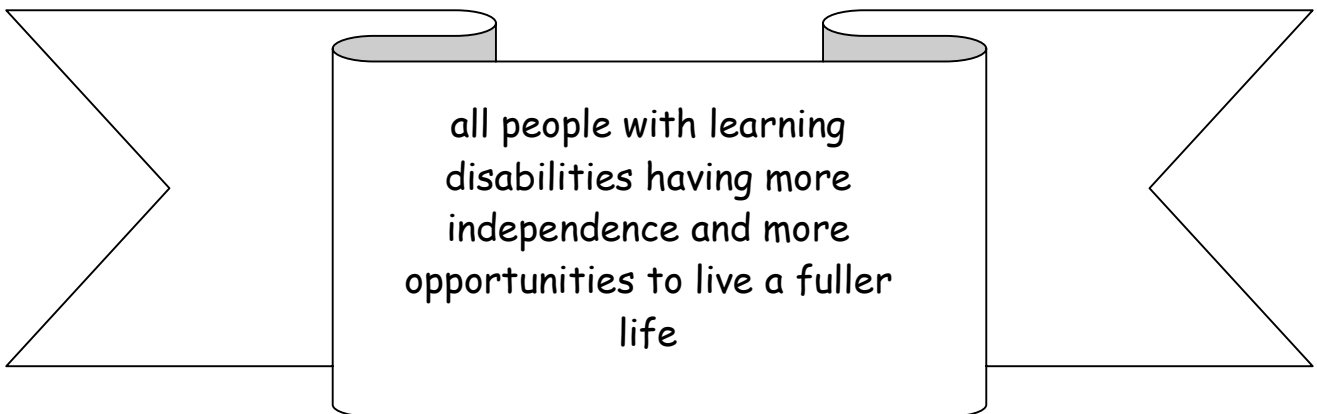 all people with learning
disabilities having more
independence and more
opportunities to live a fuller
life